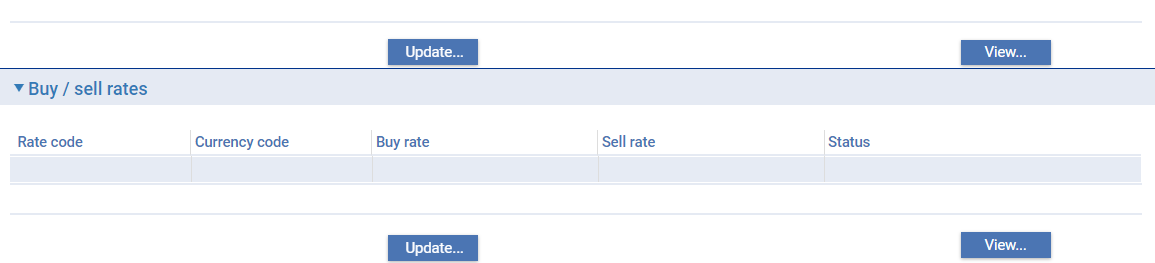 Update... View...
Buy / sell rates
Rate code Currency code Buy rate Sell rate Status
Update... View...